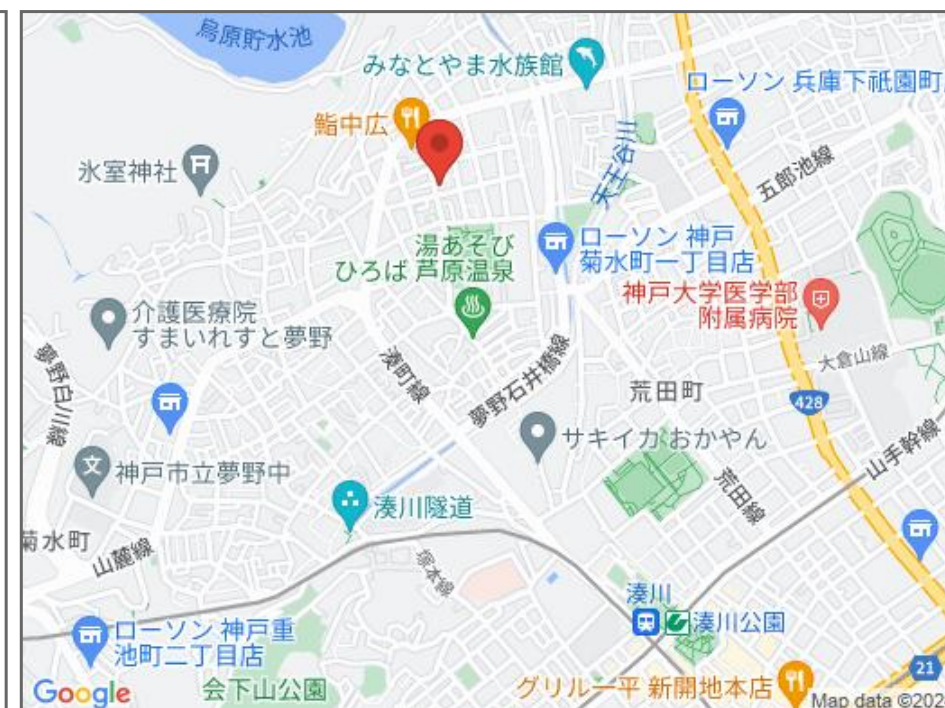 烏原貯水池
みなとやま水族館
ローソン 兵庫下祇園町
鮨中広
氷室神社
天王谷川
五郎池線
湯あそび
ひろば 芦原温泉
ローソン 神戸
菊水町一丁目店
神戸大学医学部
附属病院
介護医療院
すまいれすと夢野
夢野白川線
湊町線
夢野石井橋線
大倉山線
荒田町
428
サキイカ おかやん
山手幹線
神戸市立夢野中
荒田線
湊川隧道
菊水町
山麓線
塚本線
湊川
湊川公園
ローソン 神戸重
池町二丁目店
21
Google
会下山公園
グリル一平 新開地本店
Map data ©202